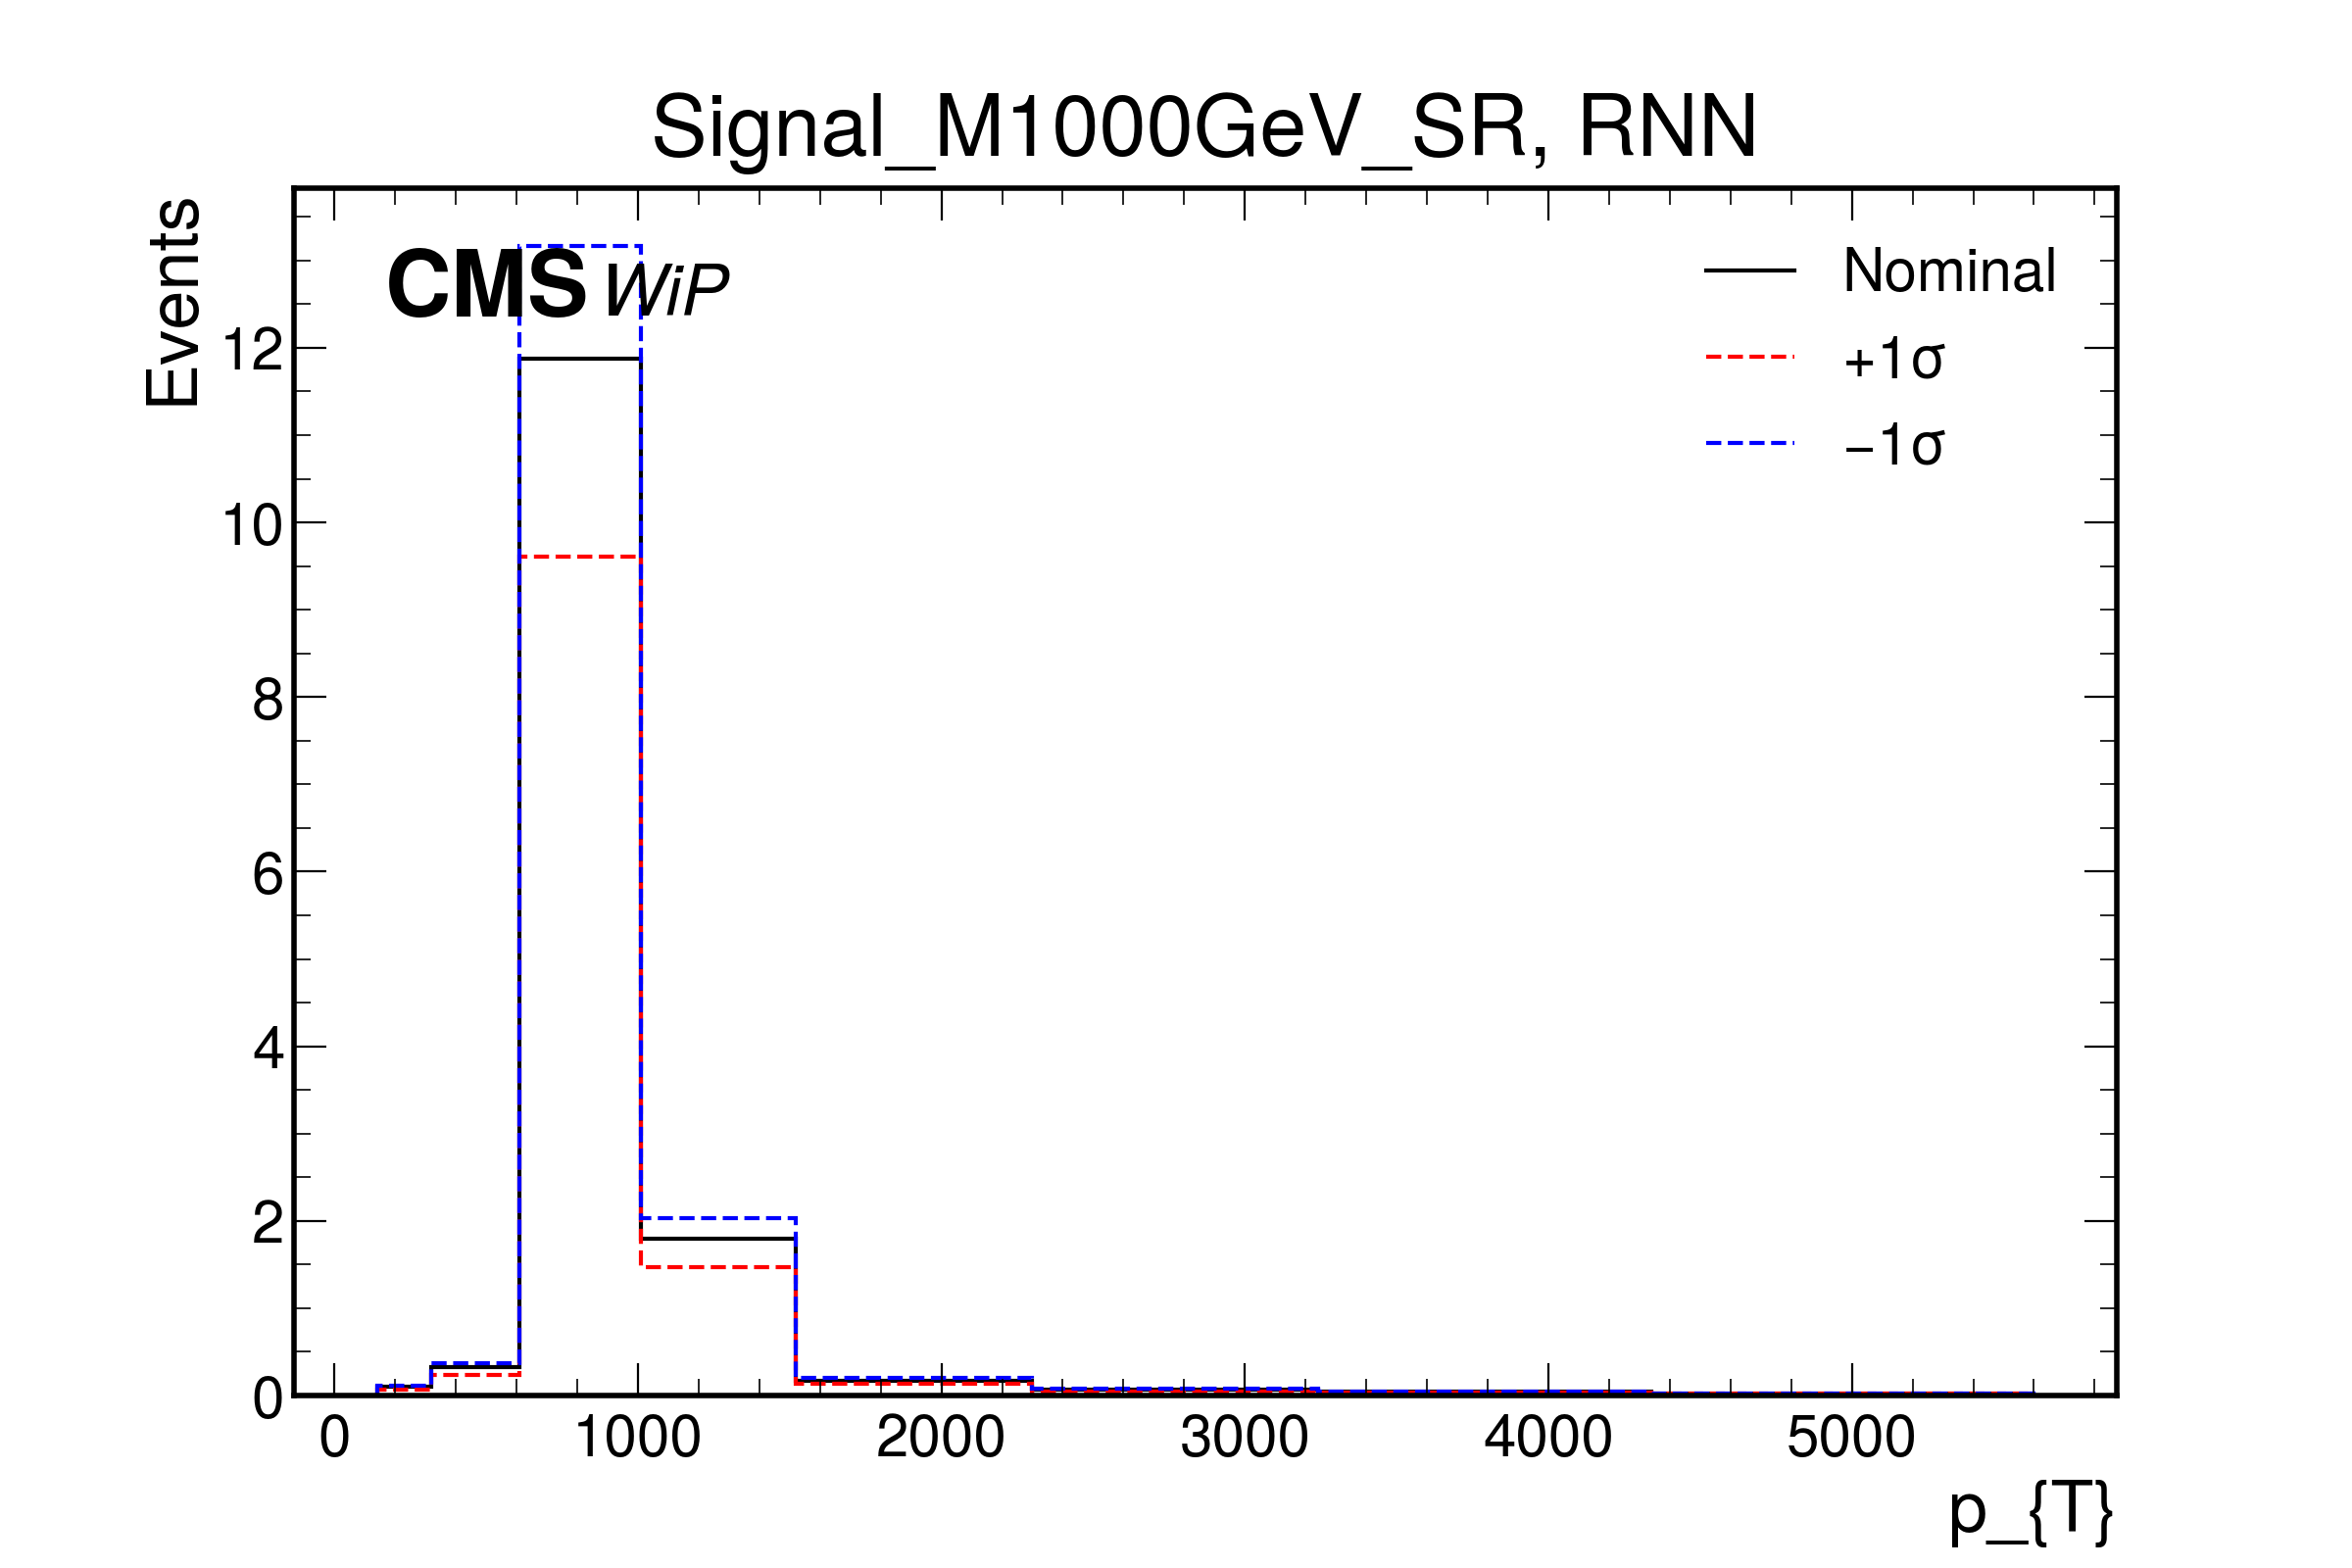 Signal_M1000GeV_SR, RNN
Events
CMS WiP
Nominal
+1σ
−1σ
12
10
8
6
4
2
0
0 1000 2000 3000 4000 5000
p_{T}